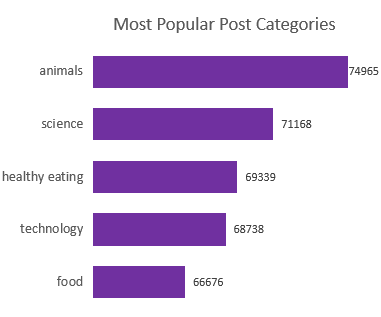 Most Popular Post Categories
animals 74965
science 71168
healthy eating 69339
technology 68738
food 66676